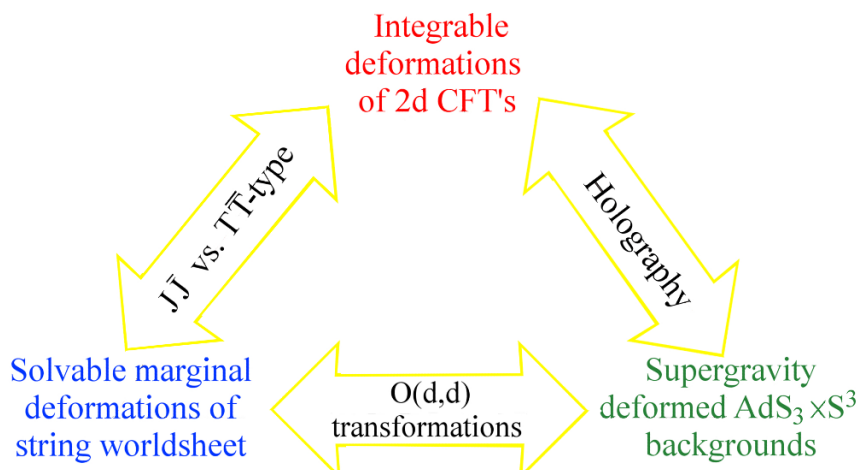 Integrable
deformations
of 2d CFT's
JJ̄ vs. TT̄-type
Holography
Solvable marginal
deformations of
string worldsheet
O(d,d)
transformations
Supergravity
deformed AdS₃×S³
backgrounds